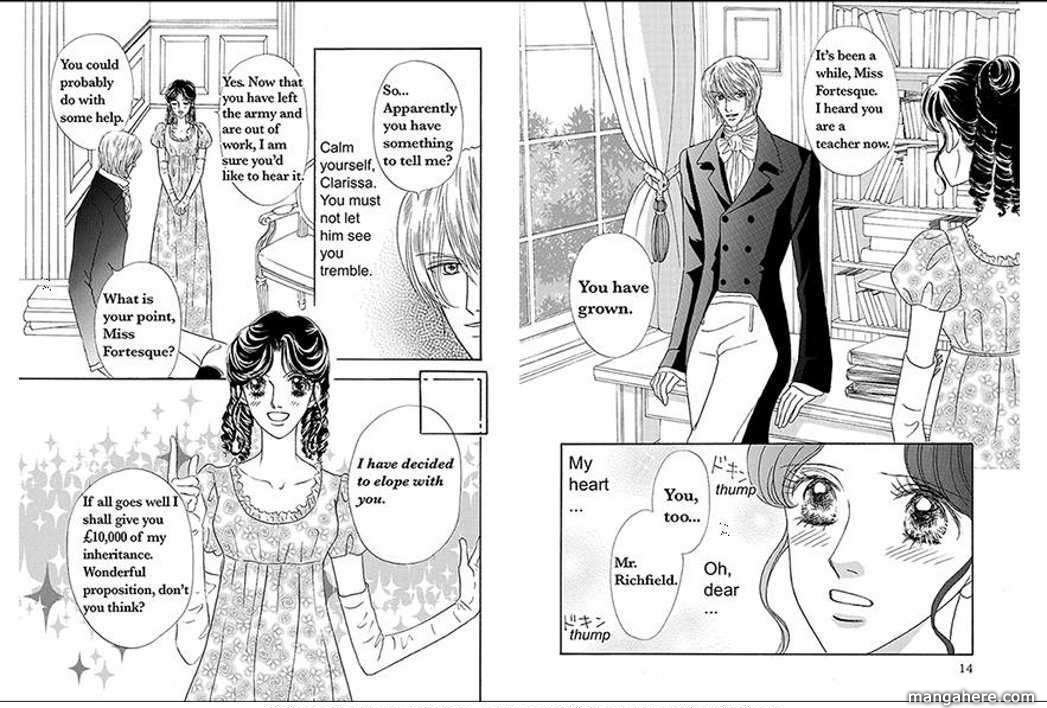 It's been a
while, Miss
Fortesque.
I heard you
are a
teacher now.
You have
grown.
ドキン
thump
You,
too...
Mr.
Richfield.
My
heart
...
Oh,
dear
...
ドキン
thump
14
So...
Apparently
you have
something
to tell me?
Calm
yourself,
Clarissa.
You must
not let
him see
you
tremble.
Yes. Now that
you have left
the army and
are out of
work, I am
sure you'd
like to hear it.
You could
probably
do with
some help.
What is
your point,
Miss
Fortesque?
I have decided
to elope with
you.
If all goes well I
shall give you
£10,000 of my
inheritance.
Wonderful
proposition, don't
you think?
mangahere.com